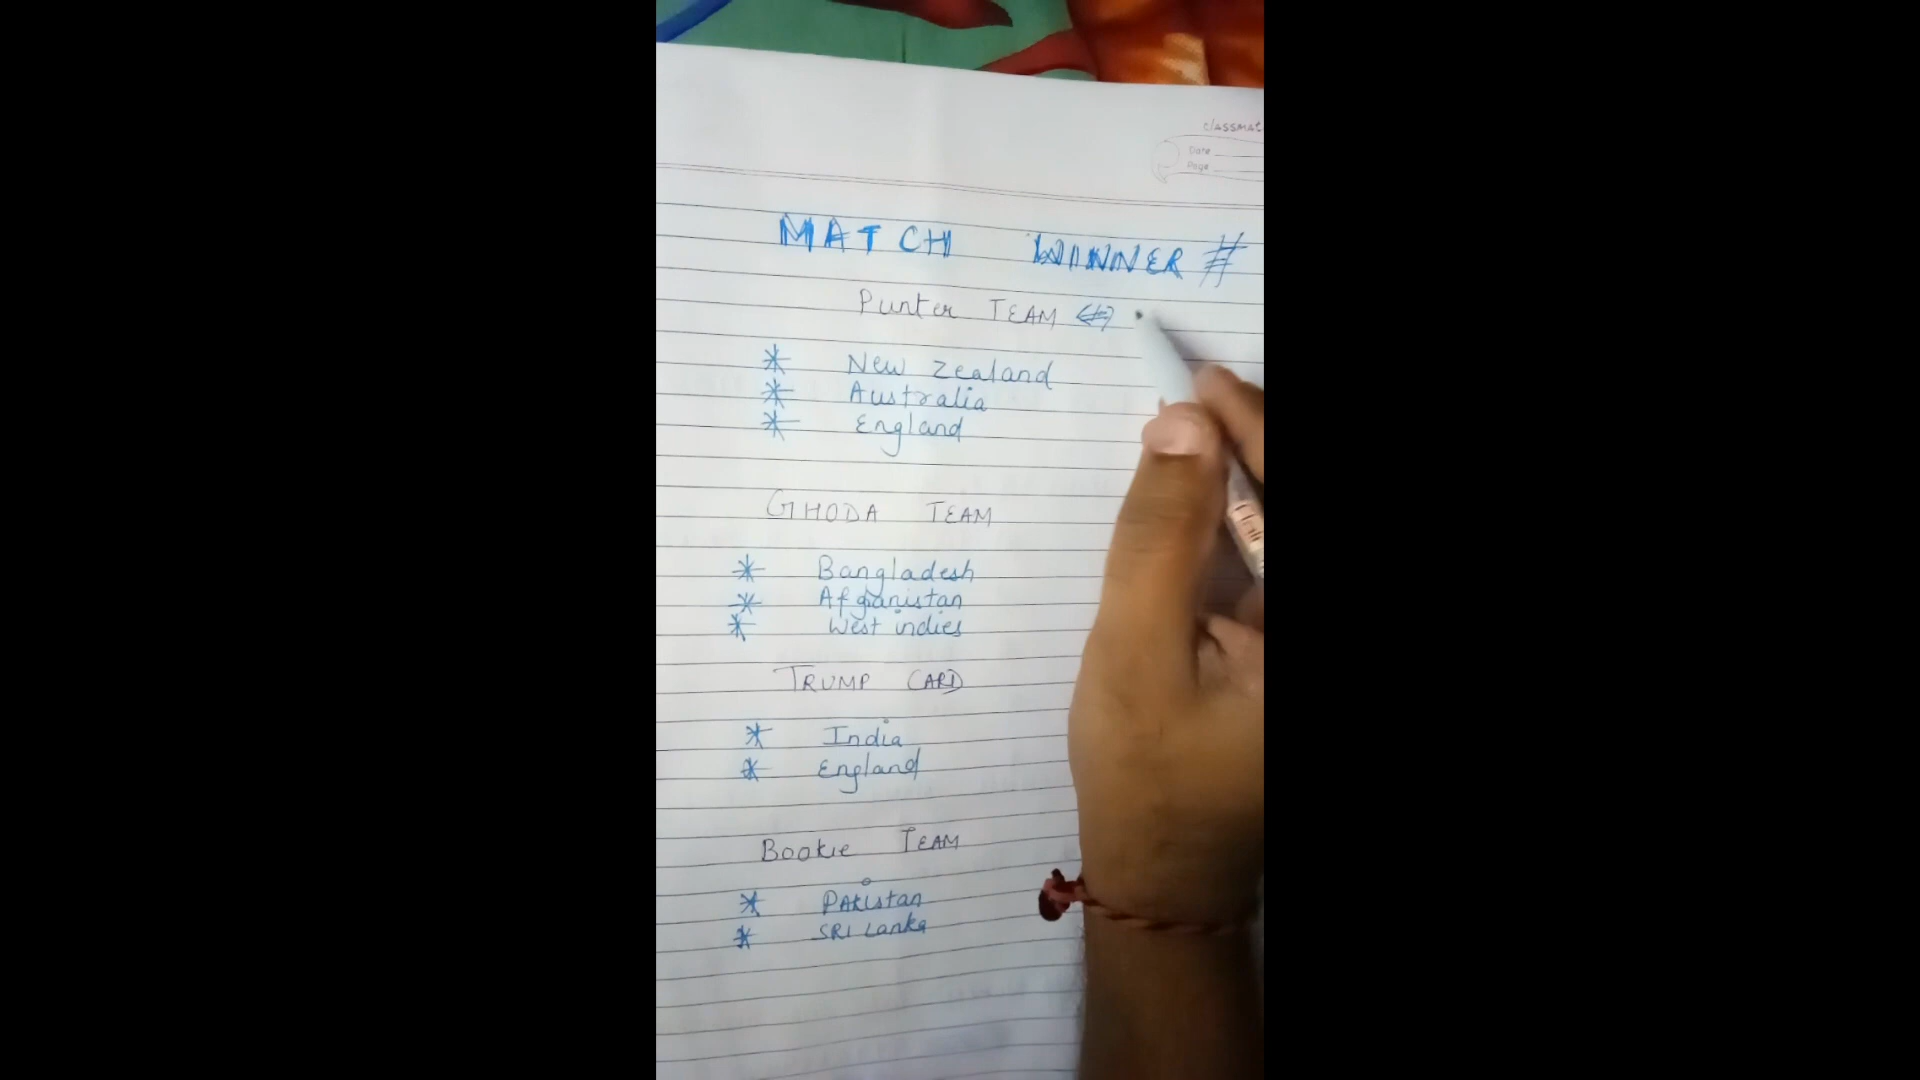 classmat
Date
Page
MATCH WINNER #
Punter TEAM
* New Zealand
* Australia
* England
GHODA TEAM
* Bangladesh
* Afganistan
* West indies
TRUMP CARD
* India
* England
Bookie TEAM
* PAkistan
* SRI Lanka